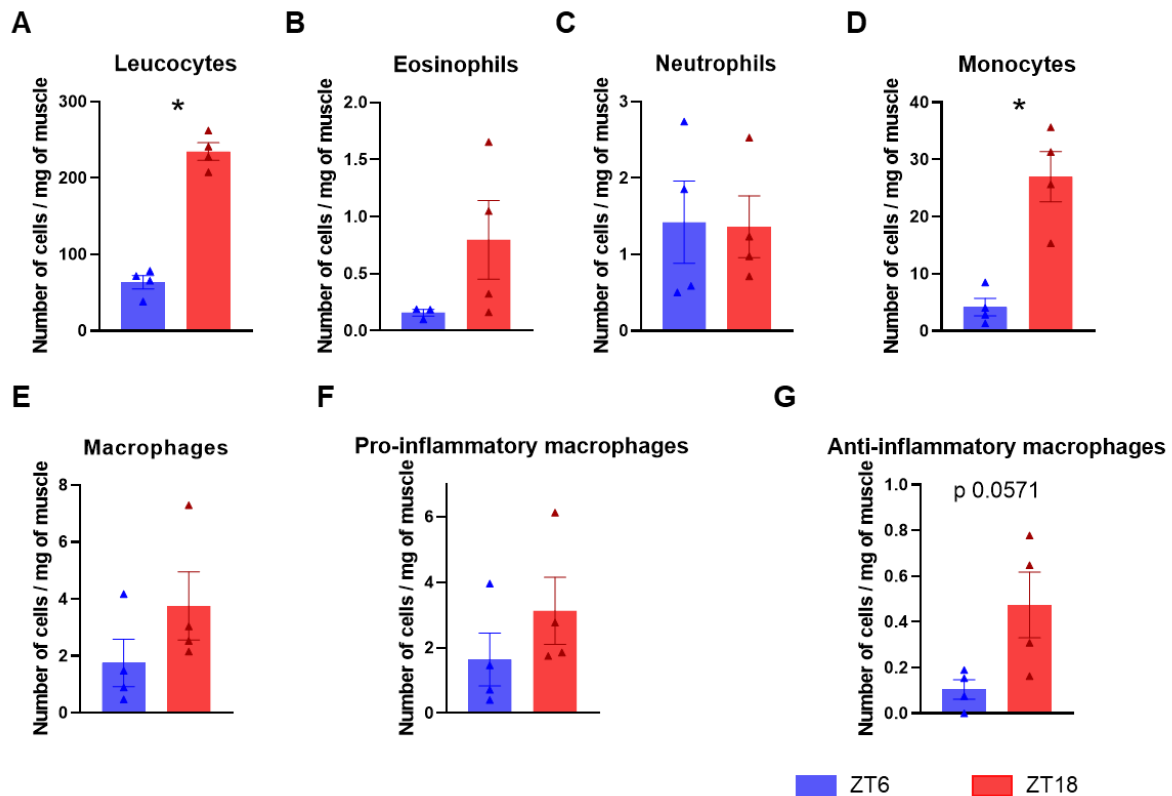 A
B
C
D
Leucocytes
Eosinophils
Neutrophils
Monocytes
Number of cells / mg of muscle
300
200
100
0
*
Number of cells / mg of muscle
2.0
1.5
1.0
0.5
0.0
Number of cells / mg of muscle
3
2
1
0
Number of cells / mg of muscle
40
30
20
10
0
*
E
F
G
Macrophages
Pro-inflammatory macrophages
Anti-inflammatory macrophages
Number of cells / mg of muscle
8
6
4
2
0
Number of cells / mg of muscle
6
4
2
0
Number of cells / mg of muscle
1.0
0.8
0.6
0.4
0.2
0.0
p 0.0571
ZT6
ZT18